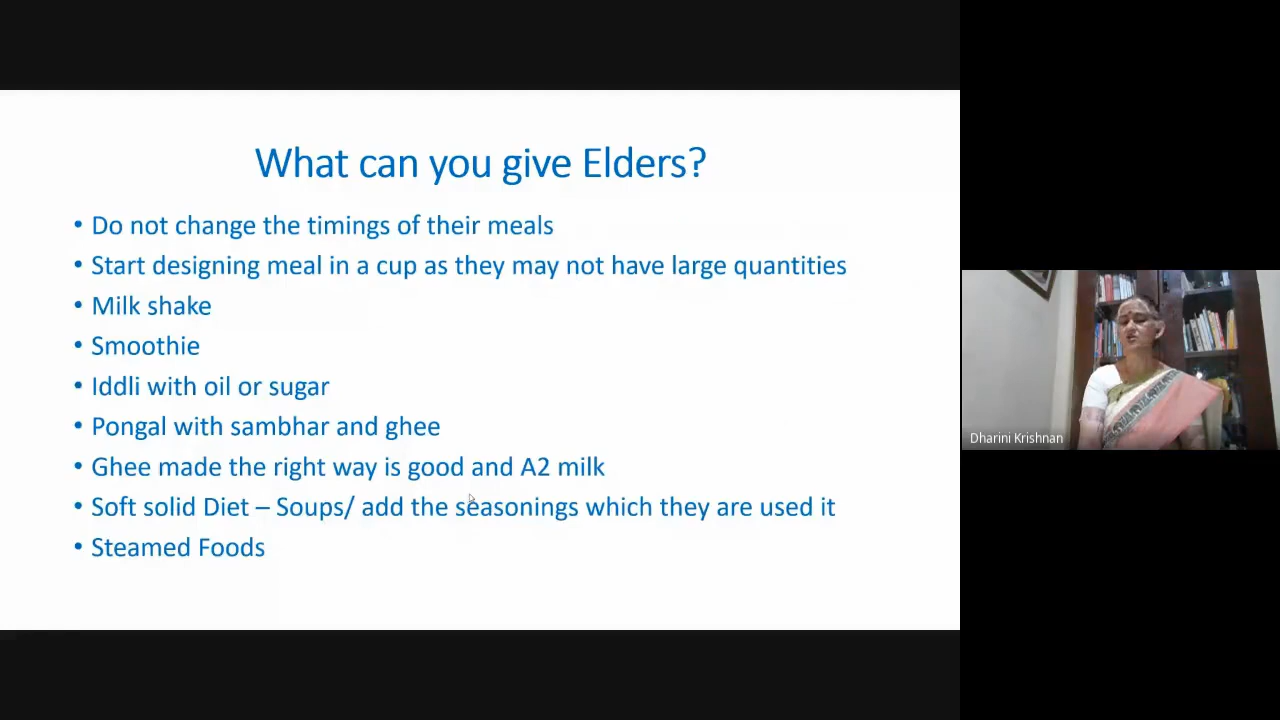 What can you give Elders?
• Do not change the timings of their meals
• Start designing meal in a cup as they may not have large quantities
• Milk shake
• Smoothie
• Iddli with oil or sugar
• Pongal with sambhar and ghee
• Ghee made the right way is good and A2 milk
• Soft solid Diet – Soups/ add the seasonings which they are used it
• Steamed Foods
Dharini Krishnan